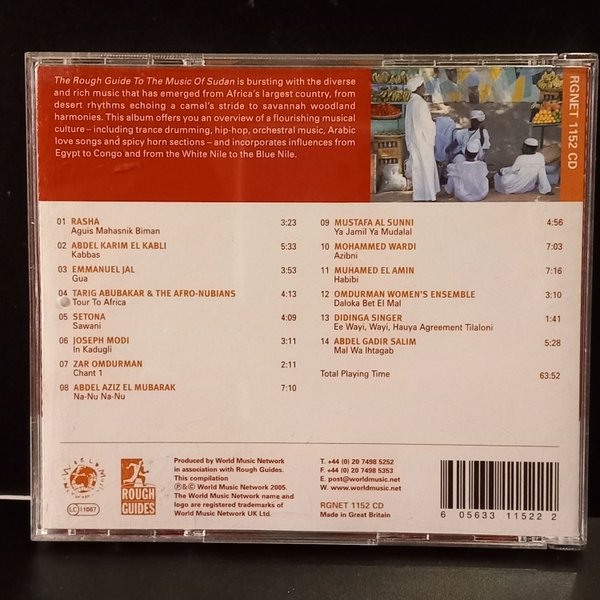 The Rough Guide To The Music Of Sudan is bursting with the diverse
and rich music that has emerged from Africa's largest country, from
desert rhythms echoing a camel's stride to savannah woodland
harmonies. This album offers you an overview of a flourishing musical
culture – including trance drumming, hip-hop, orchestral music, Arabic
love songs and spicy horn sections – and incorporates influences from
Egypt to Congo and from the White Nile to the Blue Nile.
RGNET 1152 CD
01 RASHA
Aguis Mahasnik Biman 3:23
02 ABDEL KARIM EL KABLI
Kabbas 5:33
03 EMMANUEL JAL
Gua 3:53
04 TARIG ABUBAKAR & THE AFRO-NUBIANS
Tour To Africa 4:13
05 SETONA
Sawani 4:09
06 JOSEPH MODI
In Kadugli 2:25
07 ZAR OMDURMAN
Chant 1 2:11
08 ABDEL AZIZ EL MUBARAK
Na-Nu Na-Nu 7:10
09 MUSTAFA AL SUNNI
Ya Jamil Ya Mudalal 4:56
10 MOHAMMED WARDI
Azibni 7:03
11 MUHAMED EL AMIN
Habibi 7:16
12 OMDURMAN WOMEN'S ENSEMBLE
Daloka Bet El Mal 3:10
13 DIDINGA SINGER
Ee Wayi, Wayi, Hauya Agreement Tilaloni 1:41
14 ABDEL GADIR SALIM
Mal Wa Ihtagab 5:28
Total Playing Time 63:52
LC 11067
ROUGH
GUIDES
Produced by World Music Network
in association with Rough Guides.
This compilation
Ⓟ World Music Network 2005.
The World Music Network name and
logo are registered trademarks of
World Music Network UK Ltd.
T. +44 (0) 20 7498 5252
F. +44 (0) 20 7498 5353
E. post@worldmusic.net
W. www.worldmusic.net
RGNET 1152 CD
Made in Great Britain
6 05633 11522 2